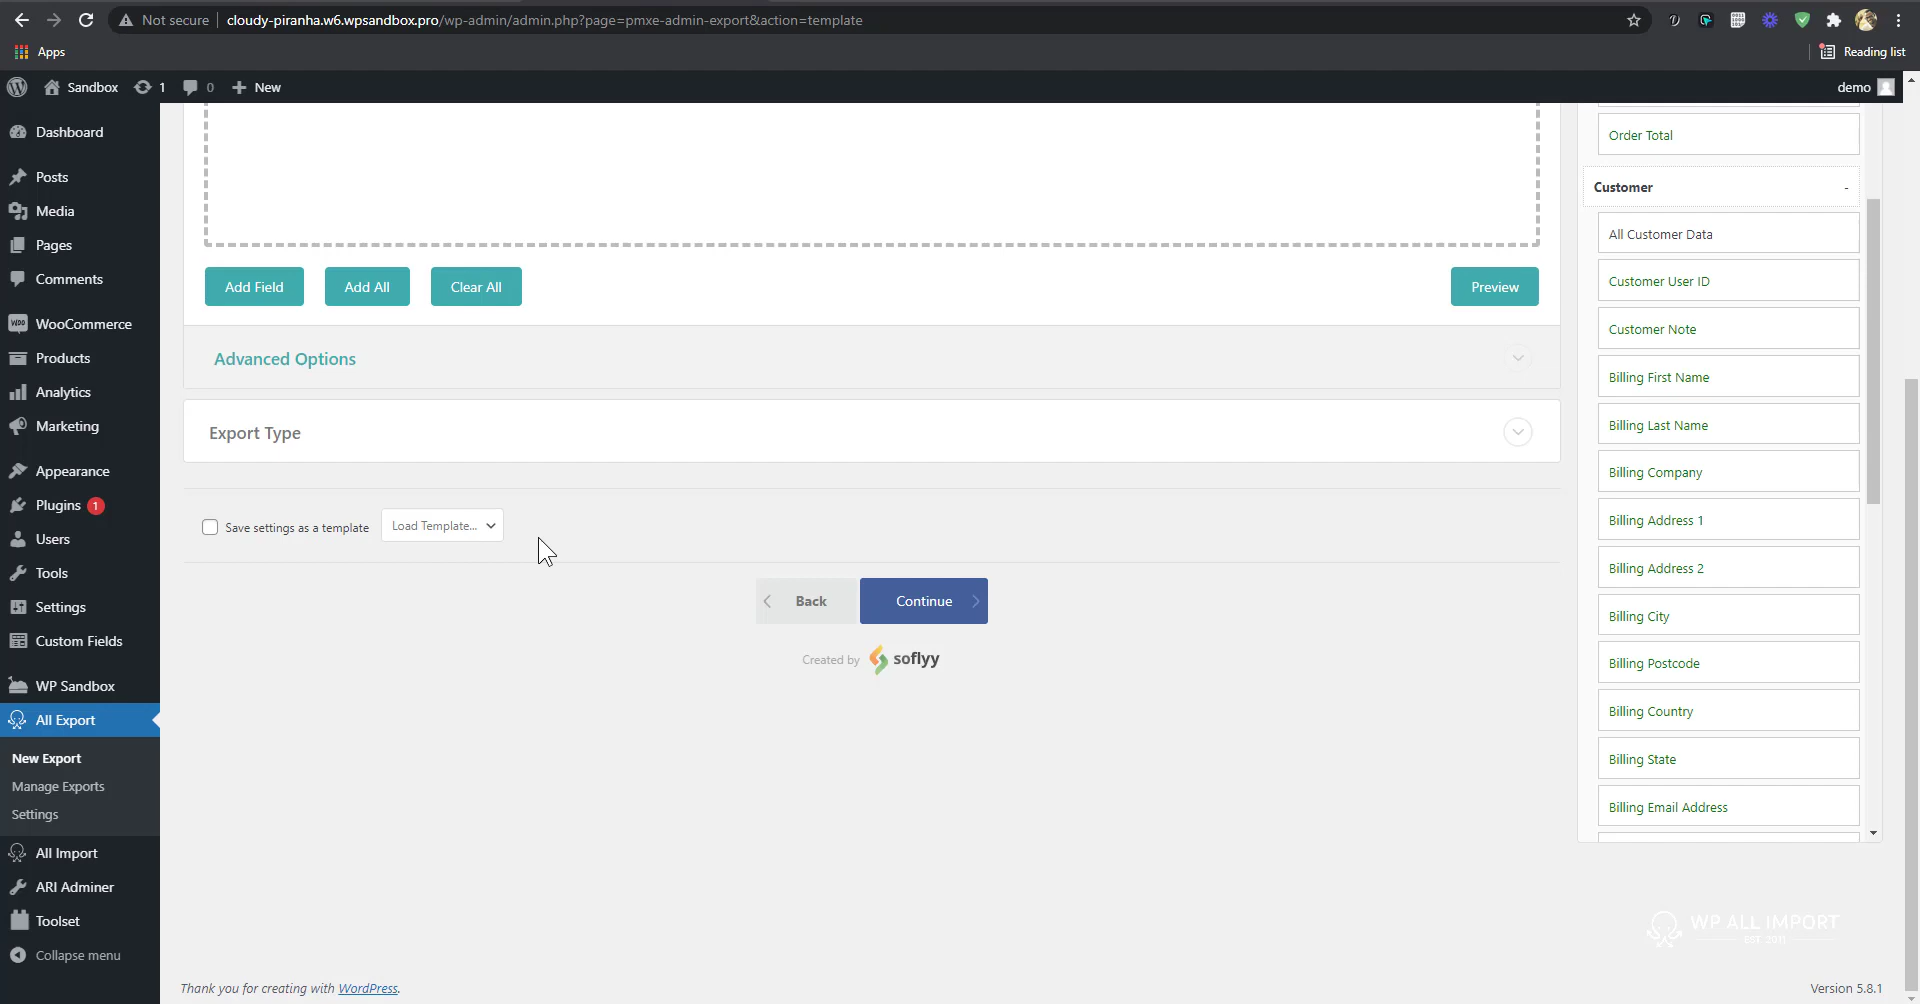 Not secure
cloudy-piranha.w6.wpsandbox.pro/wp-admin/admin.php?page=pmxe-admin-export&action=template
Apps
Reading list
Sandbox
1
0
New
demo
Dashboard
Posts
Media
Pages
Comments
WooCommerce
Products
Analytics
Marketing
Appearance
Plugins 1
Users
Tools
Settings
Custom Fields
WP Sandbox
All Export
New Export
Manage Exports
Settings
All Import
ARI Adminer
Toolset
Collapse menu
Add Field
Add All
Clear All
Preview
Advanced Options
Export Type
Save settings as a template
Load Template...
Back
Continue
Created by soflyy
Order Total
Customer -
All Customer Data
Customer User ID
Customer Note
Billing First Name
Billing Last Name
Billing Company
Billing Address 1
Billing Address 2
Billing City
Billing Postcode
Billing Country
Billing State
Billing Email Address
WP ALL IMPORT
EST. 2011
Thank you for creating with WordPress.
Version 5.8.1